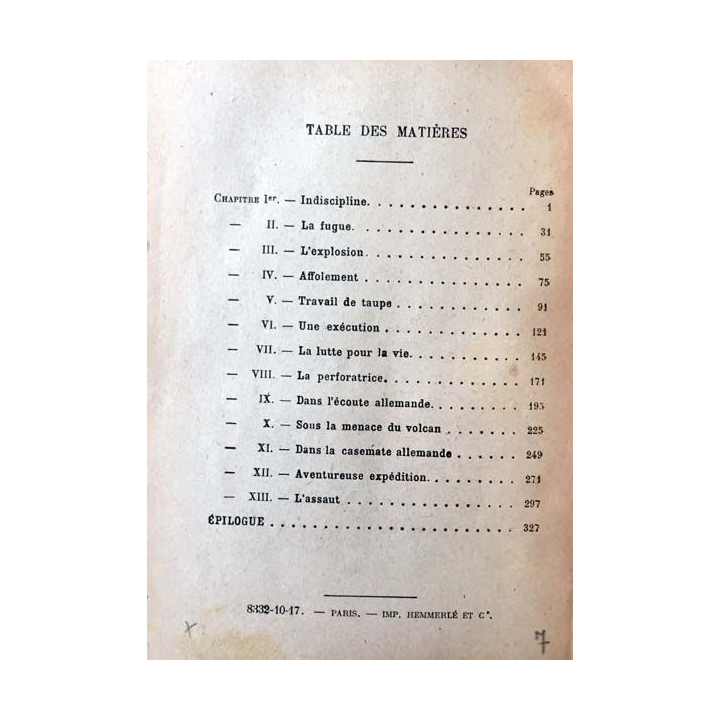 TABLE DES MATIÈRES
Pages
CHAPITRE Ier. — Indiscipline. . . . . . . . . . . . . . . 1
— II. — La fugue. . . . . . . . . . . . . . . . 31
— III. — L'explosion. . . . . . . . . . . . . . . 55
— IV. — Affolement . . . . . . . . . . . . . . . 75
— V. — Travail de taupe . . . . . . . . . . . . . 91
— VI. — Une exécution . . . . . . . . . . . . . . 121
— VII. — La lutte pour la vie. . . . . . . . . . . . 145
— VIII. — La perforatrice. . . . . . . . . . . . . . 171
— IX. — Dans l'écoute allemande. . . . . . . . . . 195
— X. — Sous la menace du volcan . . . . . . . . . 225
— XI. — Dans la casemate allemande . . . . . . . . 249
— XII. — Aventureuse expédition. . . . . . . . . . 271
— XIII. — L'assaut . . . . . . . . . . . . . . . . 297
ÉPILOGUE . . . . . . . . . . . . . . . . . . . . . . . 327
8332-10-17. — PARIS. — IMP. HEMMERLÉ ET Cⁱᵉ.
x
7